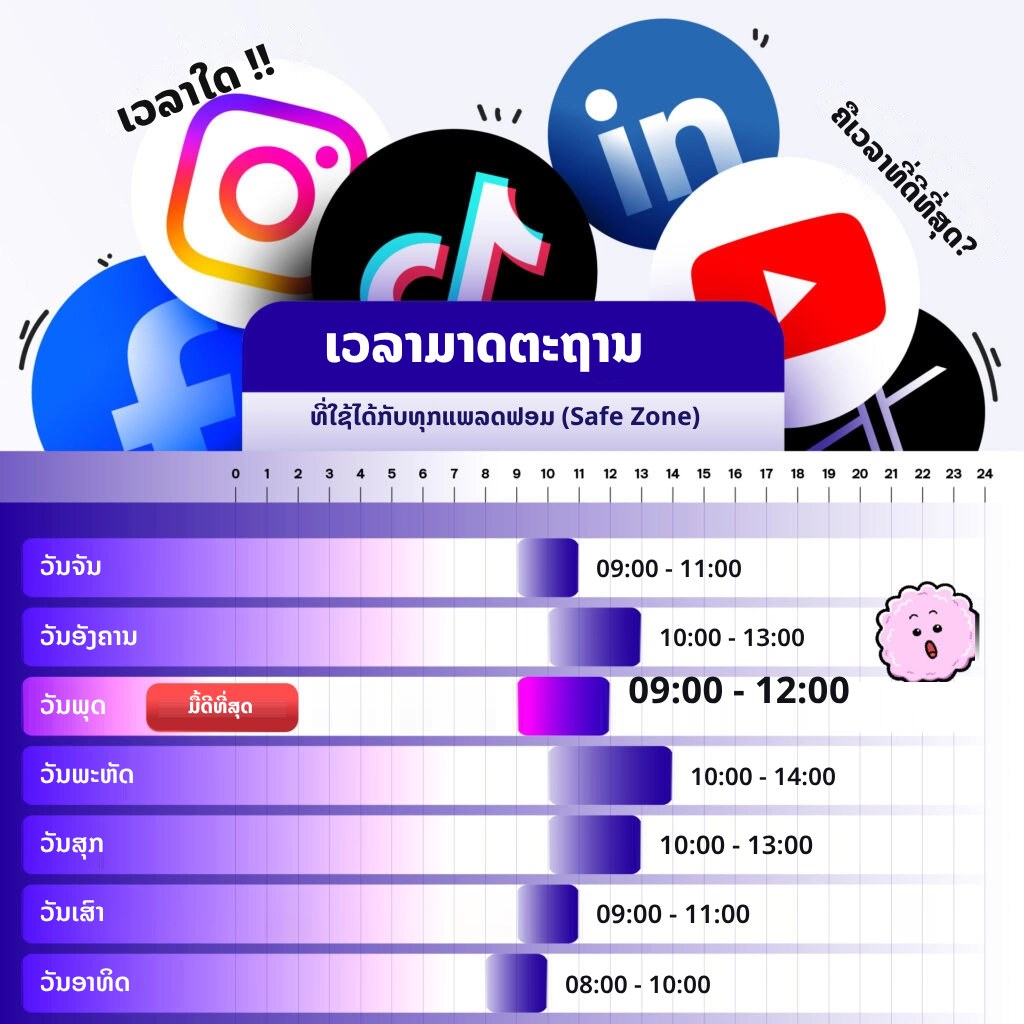 ເວລາໃດ !!
ຄືເວລາທີ່ດີທີ່ສຸດ?
in
ເວລາມາດຕະຖານ
ທີ່ໃຊ້ໄດ້ກັບທຸກແພລດຟອມ (Safe Zone)
0 1 2 3 4 5 6 7 8 9 10 11 12 13 14 15 16 17 18 19 20 21 22 23 24
ວັນຈັນ 09:00 - 11:00
ວັນອັງຄານ 10:00 - 13:00
ວັນພຸດ ມື້ດີທີ່ສຸດ 09:00 - 12:00
ວັນພະຫັດ 10:00 - 14:00
ວັນສຸກ 10:00 - 13:00
ວັນເສົາ 09:00 - 11:00
ວັນອາທິດ 08:00 - 10:00